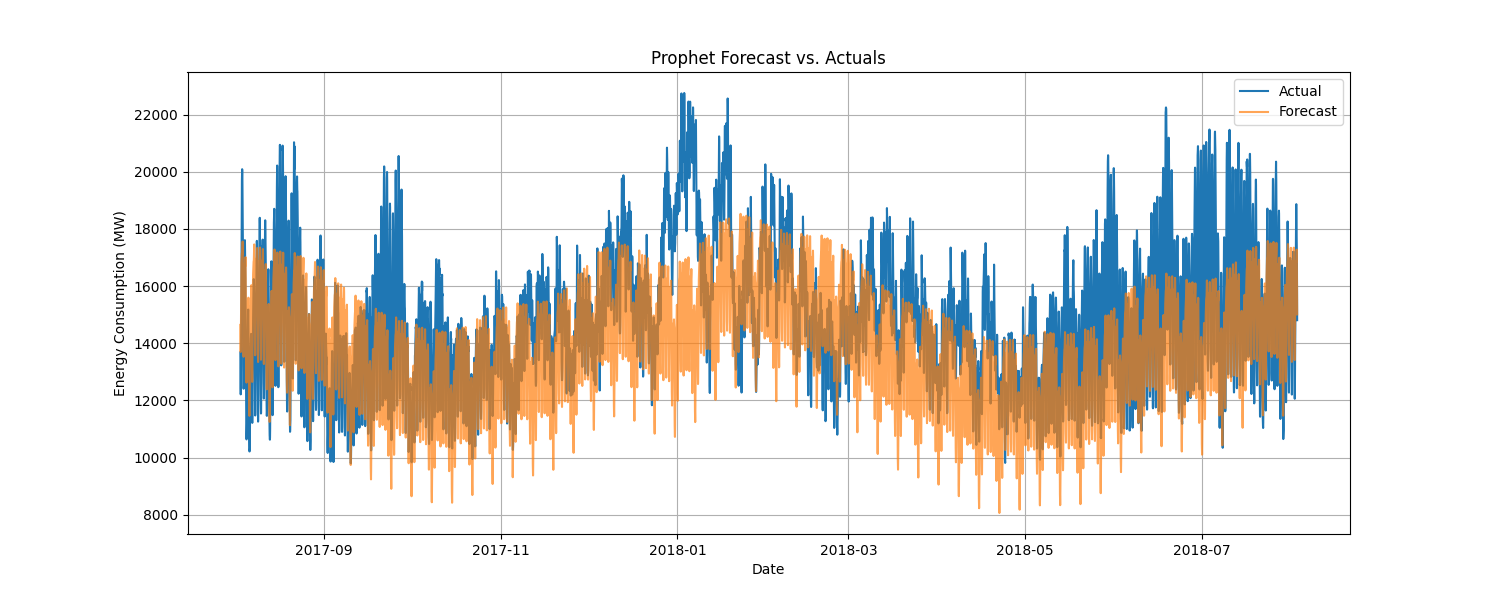 Prophet Forecast vs. Actuals
Actual
Forecast
Energy Consumption (MW)
22000
20000
18000
16000
14000
12000
10000
8000
2017-09
2017-11
2018-01
2018-03
2018-05
2018-07
Date